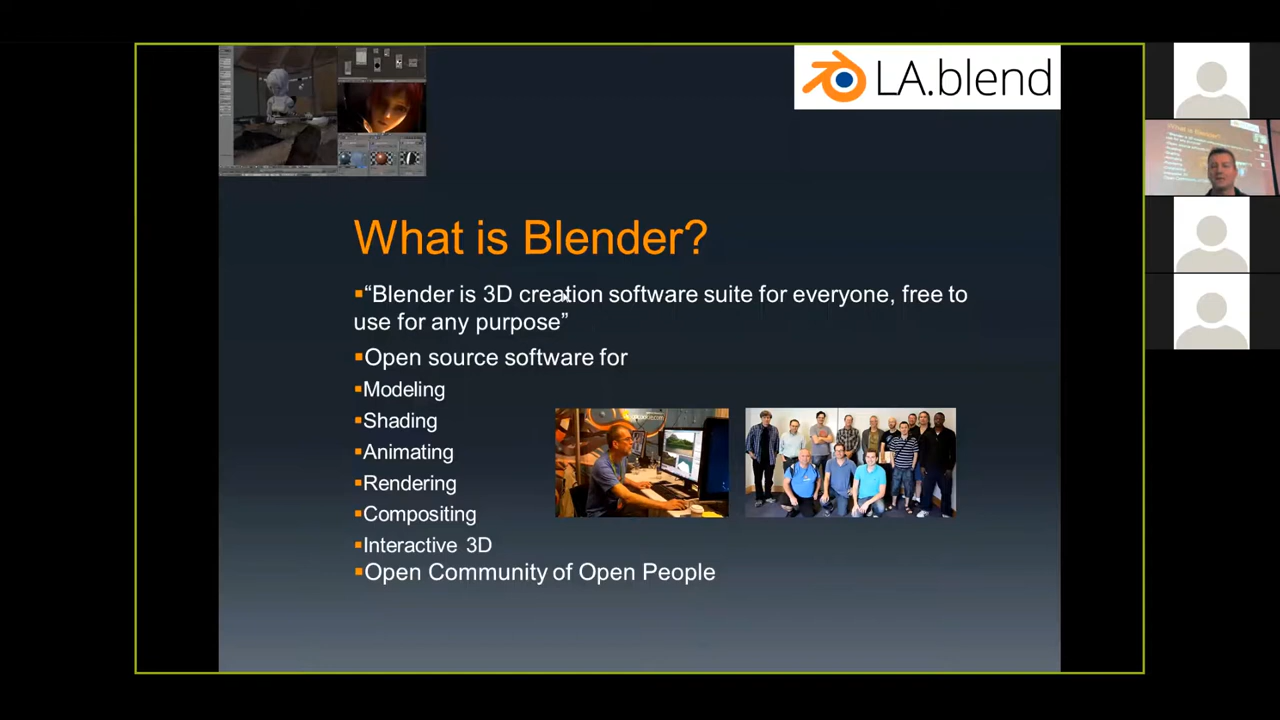 LA.blend
What is Blender?
▪“Blender is 3D creation software suite for everyone, free to
use for any purpose”
▪Open source software for
▪Modeling
▪Shading
▪Animating
▪Rendering
▪Compositing
▪Interactive 3D
▪Open Community of Open People